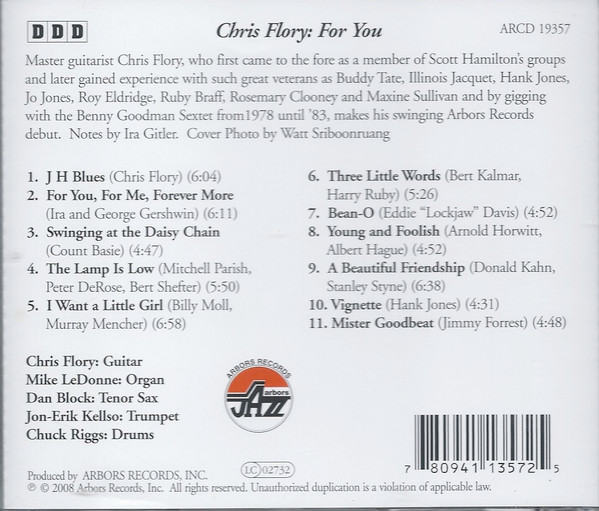 DDD
Chris Flory: For You
ARCD 19357
Master guitarist Chris Flory, who first came to the fore as a member of Scott Hamilton's groups
and later gained experience with such great veterans as Buddy Tate, Illinois Jacquet, Hank Jones,
Jo Jones, Roy Eldridge, Ruby Braff, Rosemary Clooney and Maxine Sullivan and by gigging
with the Benny Goodman Sextet from1978 until '83, makes his swinging Arbors Records
debut. Notes by Ira Gitler. Cover Photo by Watt Sriboonruang
1. J H Blues (Chris Flory) (6:04)
2. For You, For Me, Forever More
(Ira and George Gershwin) (6:11)
3. Swinging at the Daisy Chain
(Count Basie) (4:47)
4. The Lamp Is Low (Mitchell Parish,
Peter DeRose, Bert Shefter) (5:50)
5. I Want a Little Girl (Billy Moll,
Murray Mencher) (6:58)
6. Three Little Words (Bert Kalmar,
Harry Ruby) (5:26)
7. Bean-O (Eddie "Lockjaw" Davis) (4:52)
8. Young and Foolish (Arnold Horwitt,
Albert Hague) (4:52)
9. A Beautiful Friendship (Donald Kahn,
Stanley Styne) (6:38)
10. Vignette (Hank Jones) (4:31)
11. Mister Goodbeat (Jimmy Forrest) (4:48)
Chris Flory: Guitar
Mike LeDonne: Organ
Dan Block: Tenor Sax
Jon-Erik Kellso: Trumpet
Chuck Riggs: Drums
ARBORS RECORDS
arbors
JAZZ
LC 02732
7 80941 13572 5
Produced by ARBORS RECORDS, INC.
℗ © 2008 Arbors Records, Inc. All rights reserved. Unauthorized duplication is a violation of applicable law.